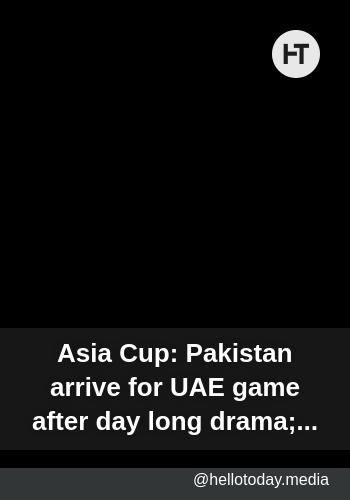 HT
Asia Cup: Pakistan
arrive for UAE game
after day long drama;...
@hellotoday.media